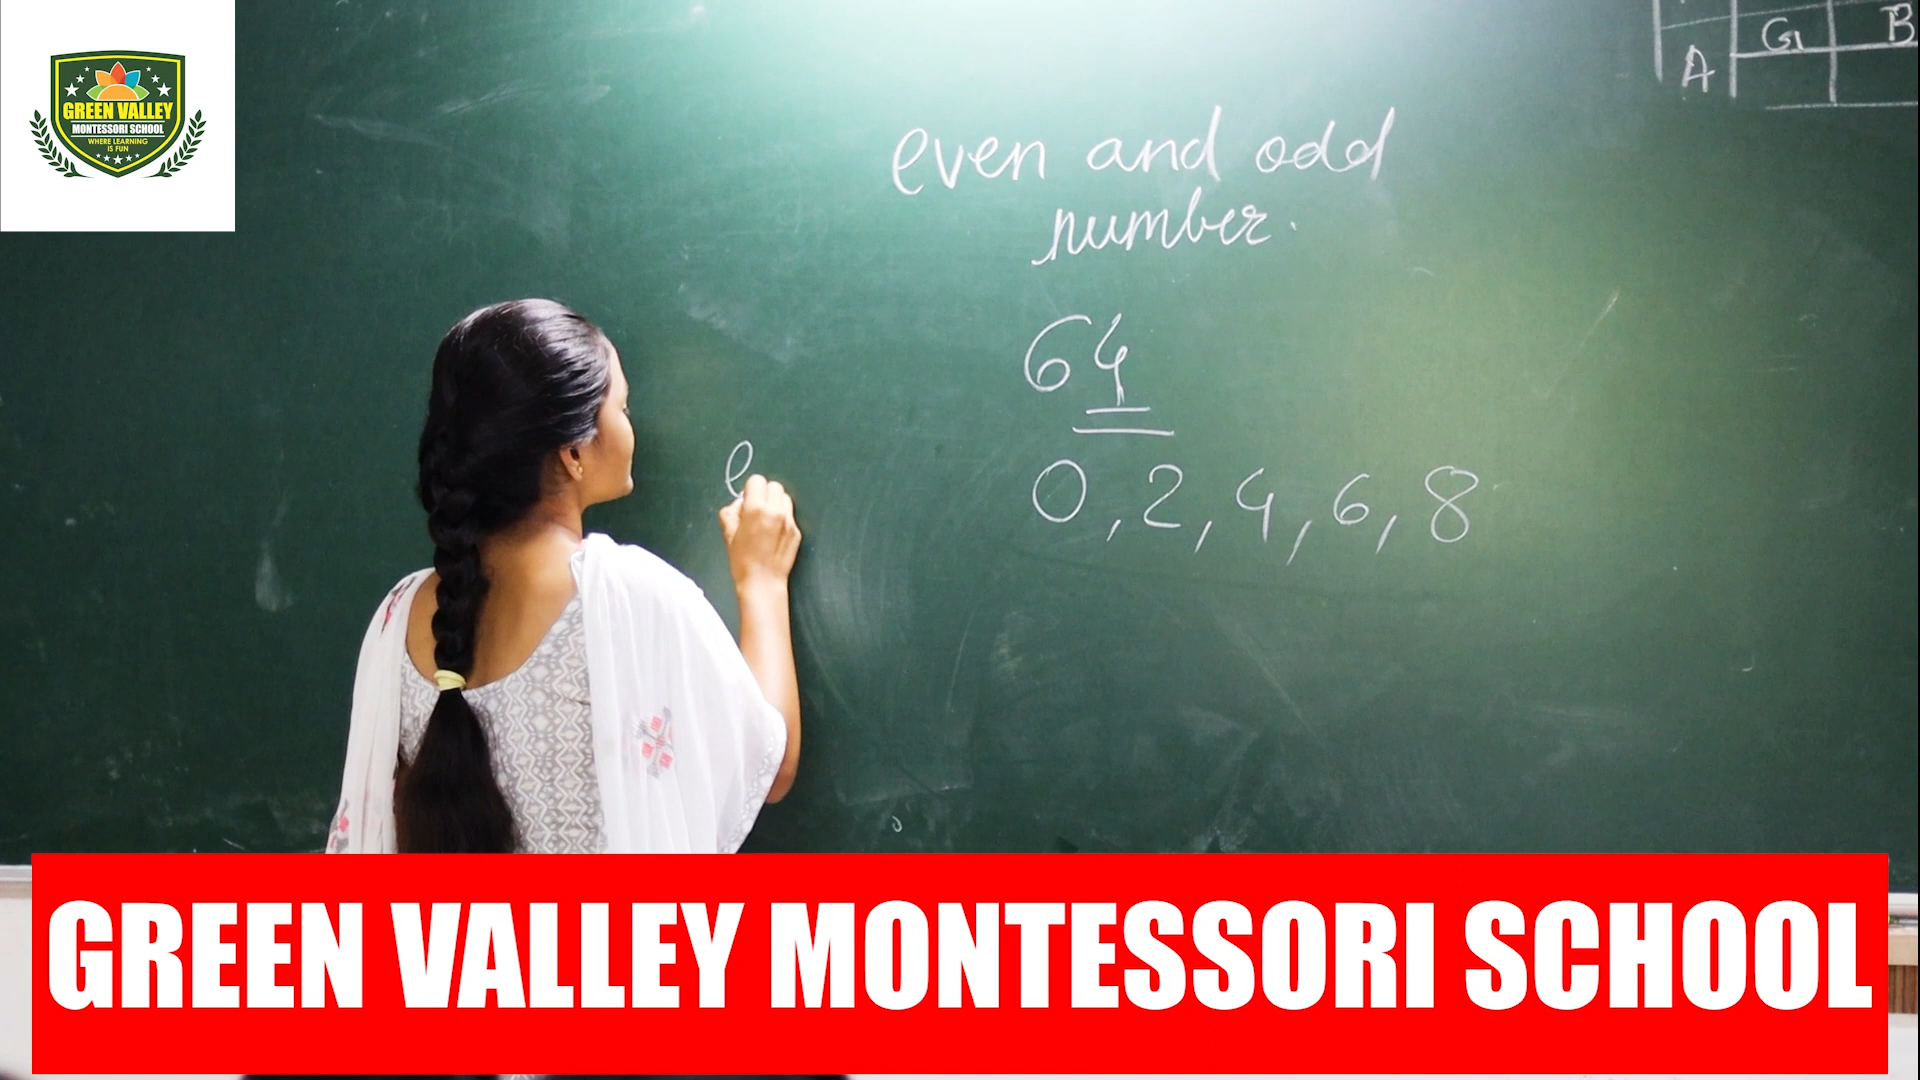 GREEN VALLEY
MONTESSORI SCHOOL
WHERE LEARNING
IS FUN
G B
A
even and odd
number.
64
e
0, 2, 4, 6, 8
GREEN VALLEY MONTESSORI SCHOOL